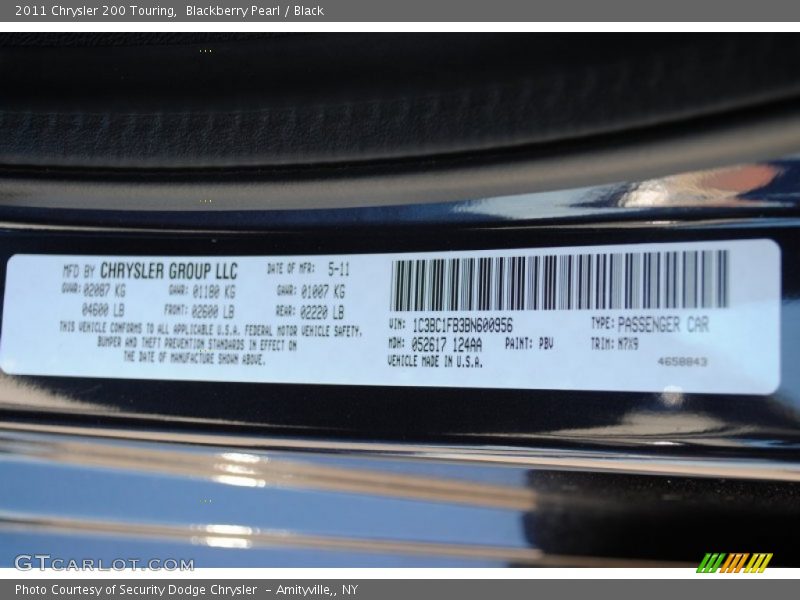 2011 Chrysler 200 Touring,  Blackberry Pearl / Black
MFD BY CHRYSLER GROUP LLC DATE OF MFR: 5-11
GVWR: 02087 KG GAWR: 01180 KG GAWR: 01007 KG
04600 LB FRONT: 02600 LB REAR: 02220 LB
THIS VEHICLE CONFORMS TO ALL APPLICABLE U.S.A. FEDERAL MOTOR VEHICLE SAFETY,
BUMPER AND THEFT PREVENTION STANDARDS IN EFFECT ON
THE DATE OF MANUFACTURE SHOWN ABOVE.
VIN: 1C3BC1FB3BN600956 TYPE: PASSENGER CAR
MDH: 052617 124AA PAINT: PBV TRIM: M7X9
VEHICLE MADE IN U.S.A. 4658843
GTCARLOT.COM
Photo Courtesy of Security Dodge Chrysler  - Amityville,, NY